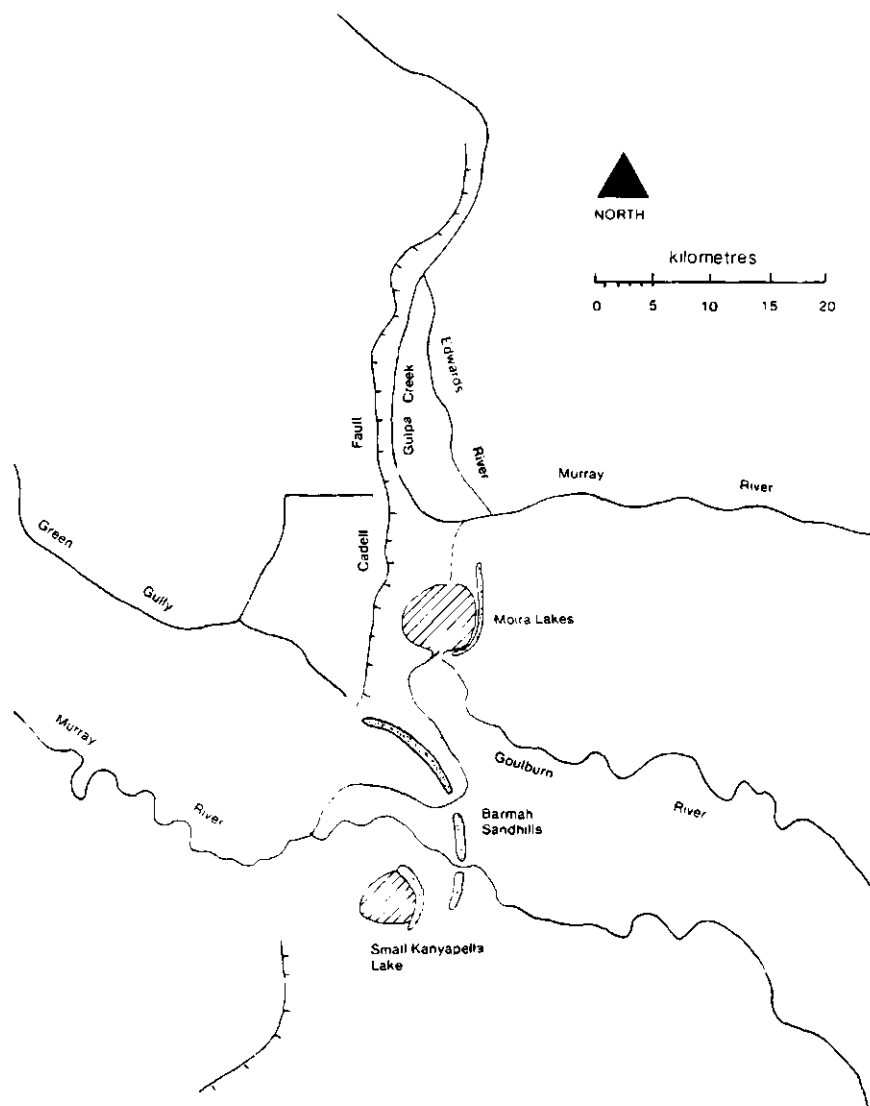 NORTH
kilometres
0 5 10 15 20
Edwards
River
Gulpa Creek
Cadell Fault
Murray River
Green Gully
Moira Lakes
Murray River
Goulburn River
Barmah
Sandhills
Small Kanyapella
Lake